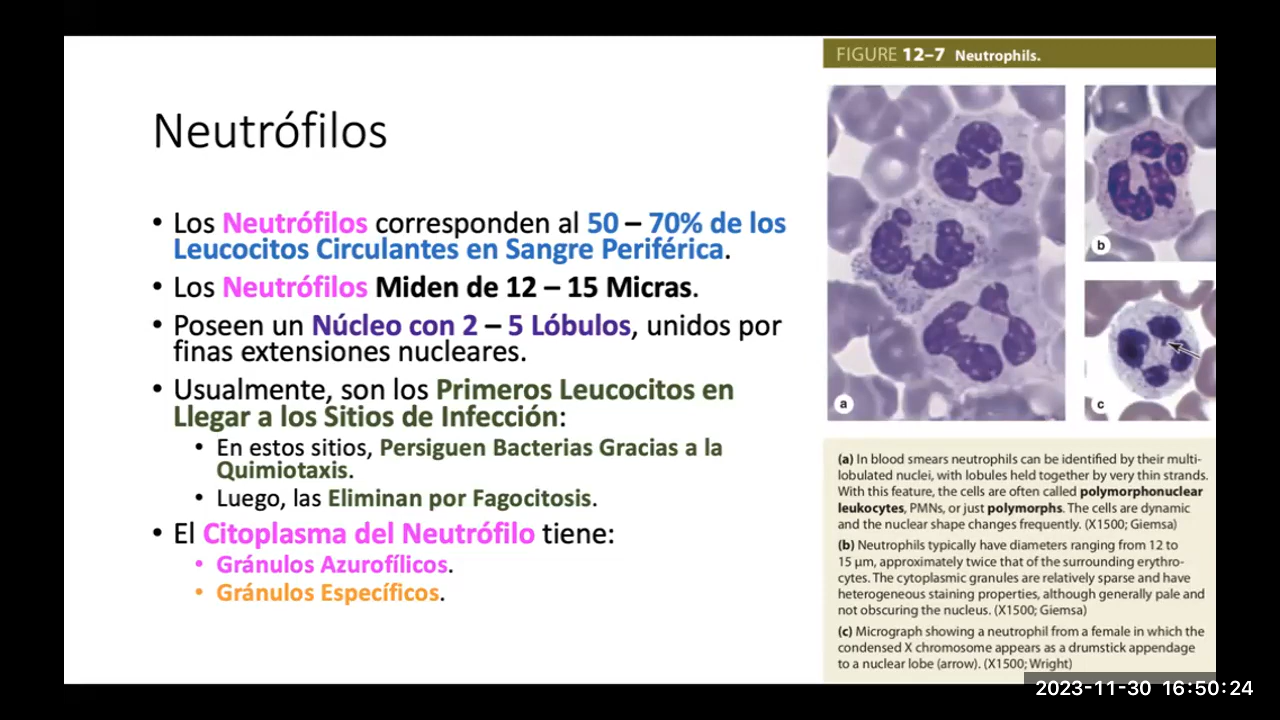 Neutrófilos
• Los Neutrófilos corresponden al 50 – 70% de los
Leucocitos Circulantes en Sangre Periférica.
• Los Neutrófilos Miden de 12 – 15 Micras.
• Poseen un Núcleo con 2 – 5 Lóbulos, unidos por
finas extensiones nucleares.
• Usualmente, son los Primeros Leucocitos en
Llegar a los Sitios de Infección:
• En estos sitios, Persiguen Bacterias Gracias a la
Quimiotaxis.
• Luego, las Eliminan por Fagocitosis.
• El Citoplasma del Neutrófilo tiene:
• Gránulos Azurofílicos.
• Gránulos Específicos.
FIGURE 12–7 Neutrophils.
a
b
c
(a) In blood smears neutrophils can be identified by their multi-
lobulated nuclei, with lobules held together by very thin strands.
With this feature, the cells are often called polymorphonuclear
leukocytes, PMNs, or just polymorphs. The cells are dynamic
and the nuclear shape changes frequently. (X1500; Giemsa)
(b) Neutrophils typically have diameters ranging from 12 to
15 µm, approximately twice that of the surrounding erythro-
cytes. The cytoplasmic granules are relatively sparse and have
heterogeneous staining properties, although generally pale and
not obscuring the nucleus. (X1500; Giemsa)
(c) Micrograph showing a neutrophil from a female in which the
condensed X chromosome appears as a drumstick appendage
to a nuclear lobe (arrow). (X1500; Wright)
2023-11-30 16:50:24